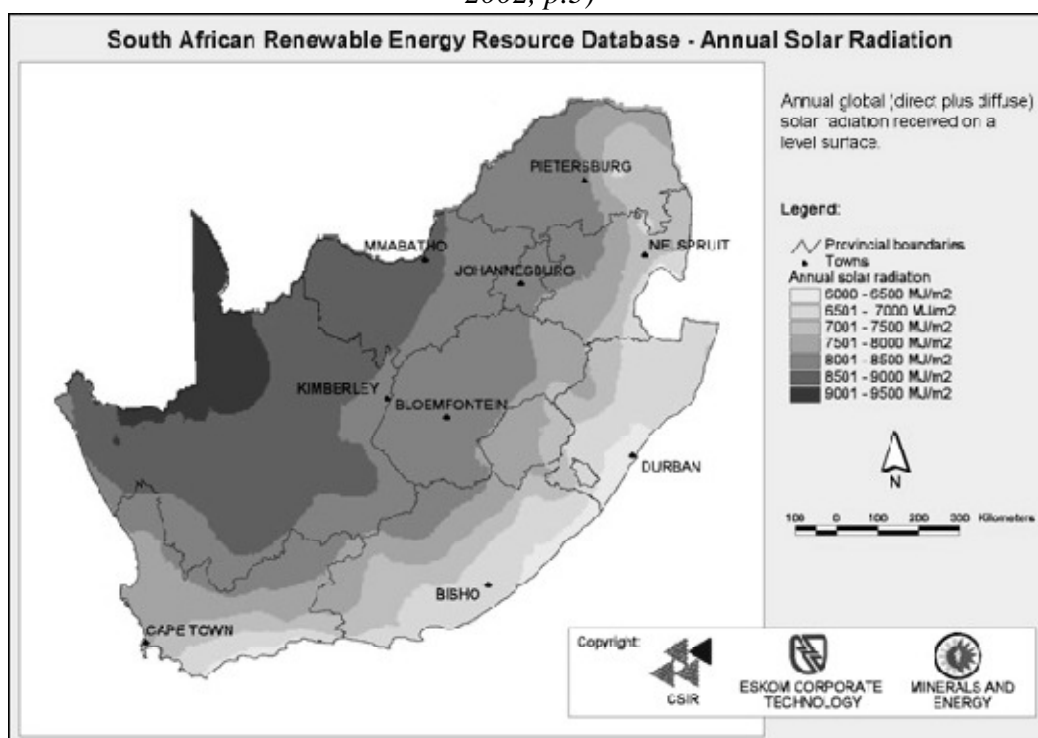 2002, p.5)
South African Renewable Energy Resource Database - Annual Solar Radiation
Annual global (direct plus diffuse)
solar radiation received on a
level surface.
Legend:
Provincial boundaries
Towns
Annual solar radiation
6000 - 6500 MJ/m2
6501 - 7000 MJ/m2
7001 - 7500 MJ/m2
7501 - 8000 MJ/m2
8001 - 8500 MJ/m2
8501 - 9000 MJ/m2
9001 - 9500 MJ/m2
N
100 0 100 200 300 Kilometers
PIETERSBURG
MMABATHO
NELSPRUIT
JOHANNESBURG
KIMBERLEY
BLOEMFONTEIN
DURBAN
BISHO
CAPE TOWN
Copyright:
CSIR
ESKOM CORPORATE
TECHNOLOGY
MINERALS AND
ENERGY